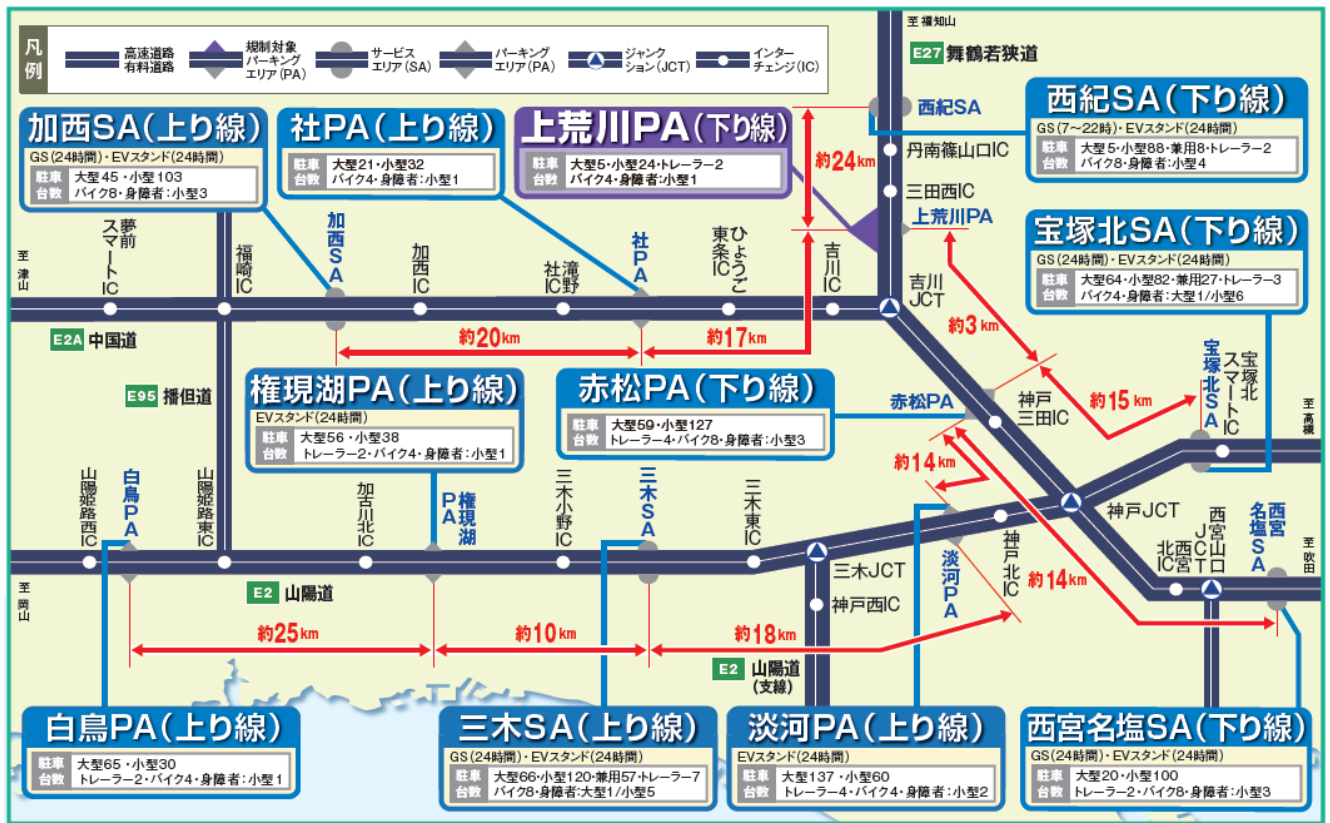 凡例
高速道路
有料道路
規制対象
パーキング
エリア(PA)
サービス
エリア(SA)
パーキング
エリア(PA)
ジャンク
ション(JCT)
インター
チェンジ(IC)
至 福知山
E27 舞鶴若狭道
加西SA(上り線)
GS(24時間)・EVスタンド(24時間)
駐車台数
大型45・小型103
バイク8・身障者:小型3
社PA(上り線)
駐車台数
大型21・小型32
バイク4・身障者:小型1
上荒川PA(下り線)
駐車台数
大型5・小型24・トレーラー2
バイク4・身障者:小型1
約24km
西紀SA
丹南篠山口IC
三田西IC
上荒川PA
西紀SA(下り線)
GS(7〜22時)・EVスタンド(24時間)
駐車台数
大型5・小型88・兼用8・トレーラー2
バイク8・身障者:小型4
宝塚北SA(下り線)
GS(24時間)・EVスタンド(24時間)
駐車台数
大型64・小型82・兼用27・トレーラー3
バイク4・身障者:大型1/小型6
至 津山
夢前スマートIC
福崎IC
加西SA
加西IC
滝野社IC
社PA
ひょうご東条IC
吉川IC
吉川JCT
E2A 中国道
約20km
約17km
約3km
約15km
宝塚北SA
宝塚北スマートIC
至 高槻
E95 播但道
権現湖PA(上り線)
EVスタンド(24時間)
駐車台数
大型56・小型38
トレーラー2・バイク4・身障者:小型1
赤松PA(下り線)
駐車台数
大型59・小型127
トレーラー4・バイク8・身障者:小型3
赤松PA
神戸三田IC
約14km
約14km
山陽姫路西IC
白鳥PA
山陽姫路東IC
加古川北IC
権現湖PA
三木小野IC
三木SA
三木東IC
三木JCT
神戸西IC
淡河PA
神戸北IC
神戸JCT
西宮北IC
西宮山口JCT
西宮名塩SA
至 吹田
至 岡山
E2 山陽道
約25km
約10km
約18km
E2 山陽道
(支線)
白鳥PA(上り線)
駐車台数
大型65・小型30
トレーラー2・バイク4・身障者:小型1
三木SA(上り線)
GS(24時間)・EVスタンド(24時間)
駐車台数
大型66・小型120・兼用57・トレーラー7
バイク8・身障者:大型1/小型5
淡河PA(上り線)
EVスタンド(24時間)
駐車台数
大型137・小型60
トレーラー4・バイク4・身障者:小型2
西宮名塩SA(下り線)
GS(24時間)・EVスタンド(24時間)
駐車台数
大型20・小型100
トレーラー2・バイク8・身障者:小型3